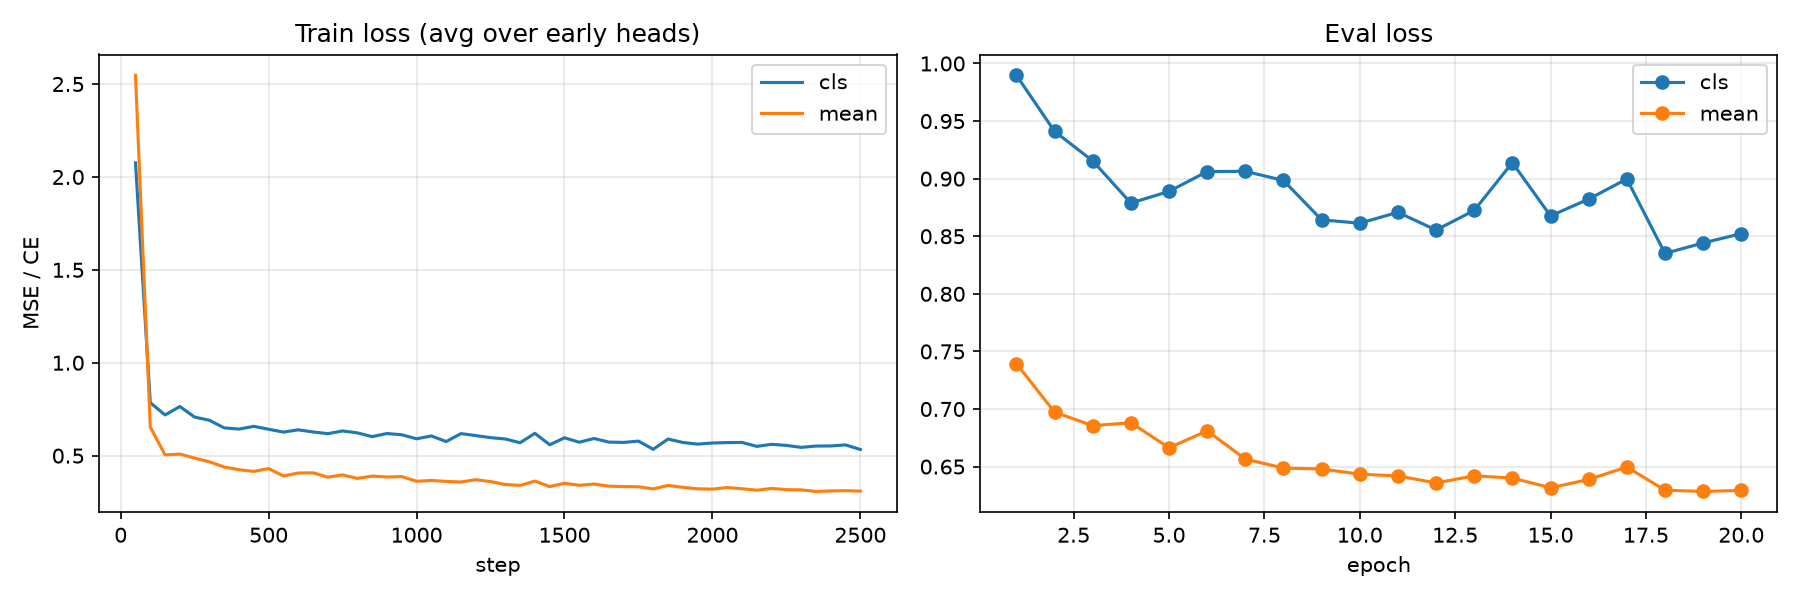 Train loss (avg over early heads)
MSE / CE
2.5
2.0
1.5
1.0
0.5
0 500 1000 1500 2000 2500
step
cls
mean
Eval loss
1.00
0.95
0.90
0.85
0.80
0.75
0.70
0.65
2.5 5.0 7.5 10.0 12.5 15.0 17.5 20.0
epoch
cls
mean